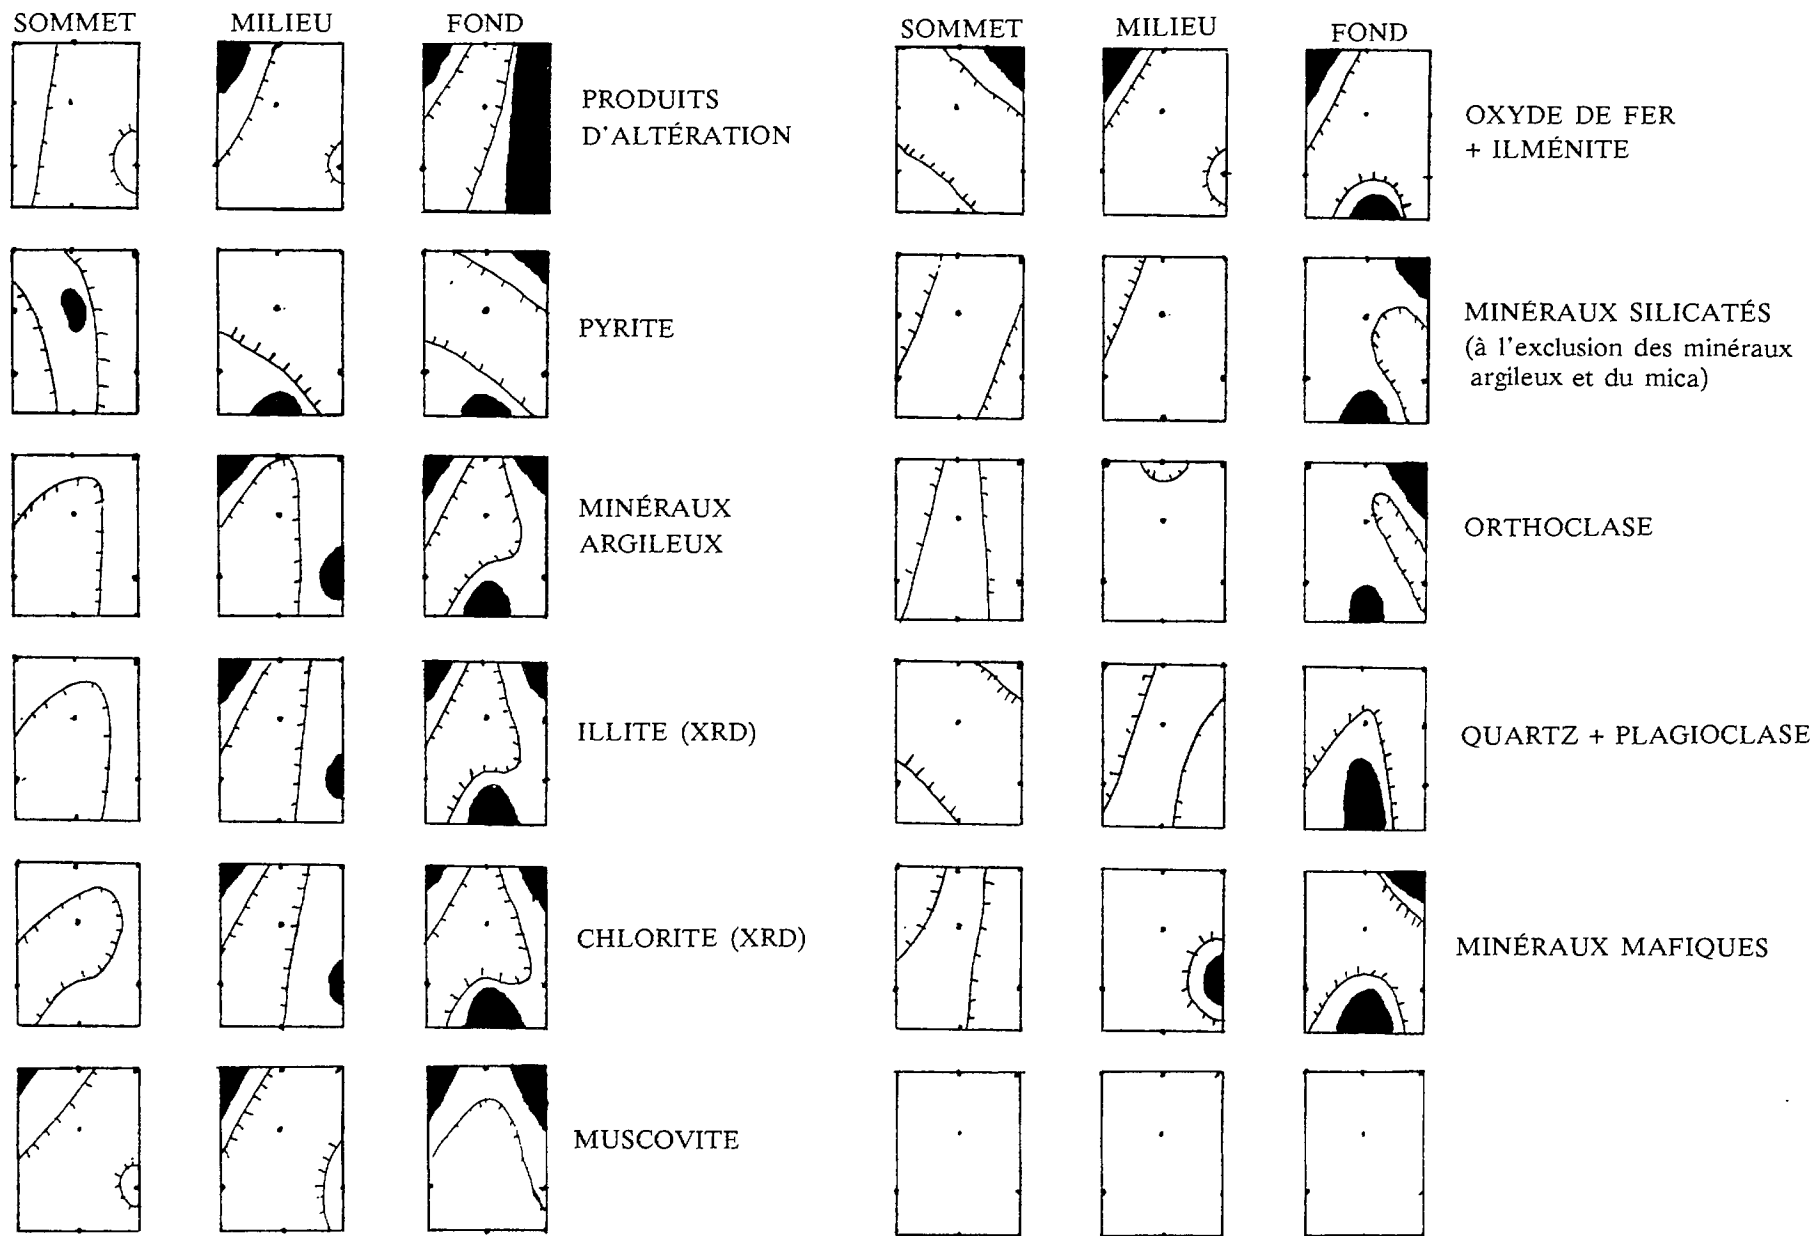 SOMMET MILIEU FOND
PRODUITS
D'ALTÉRATION
PYRITE
MINÉRAUX
ARGILEUX
ILLITE (XRD)
CHLORITE (XRD)
MUSCOVITE
SOMMET MILIEU FOND
OXYDE DE FER
+ ILMÉNITE
MINÉRAUX SILICATÉS
(à l'exclusion des minéraux
argileux et du mica)
ORTHOCLASE
QUARTZ + PLAGIOCLASE
MINÉRAUX MAFIQUES